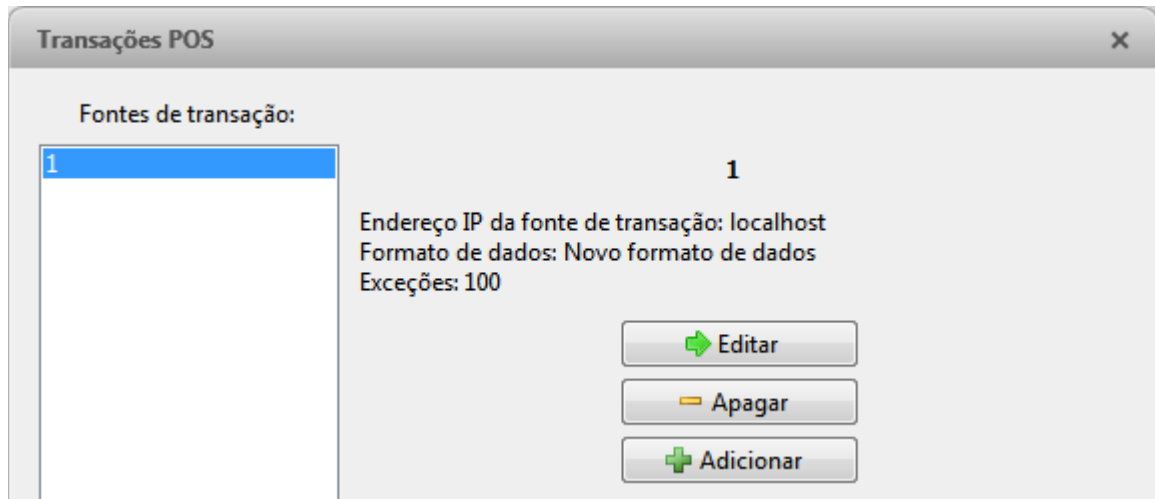 Transações POS
Fontes de transação:
1
1
Endereço IP da fonte de transação: localhost
Formato de dados: Novo formato de dados
Exceções: 100
Editar
Apagar
Adicionar